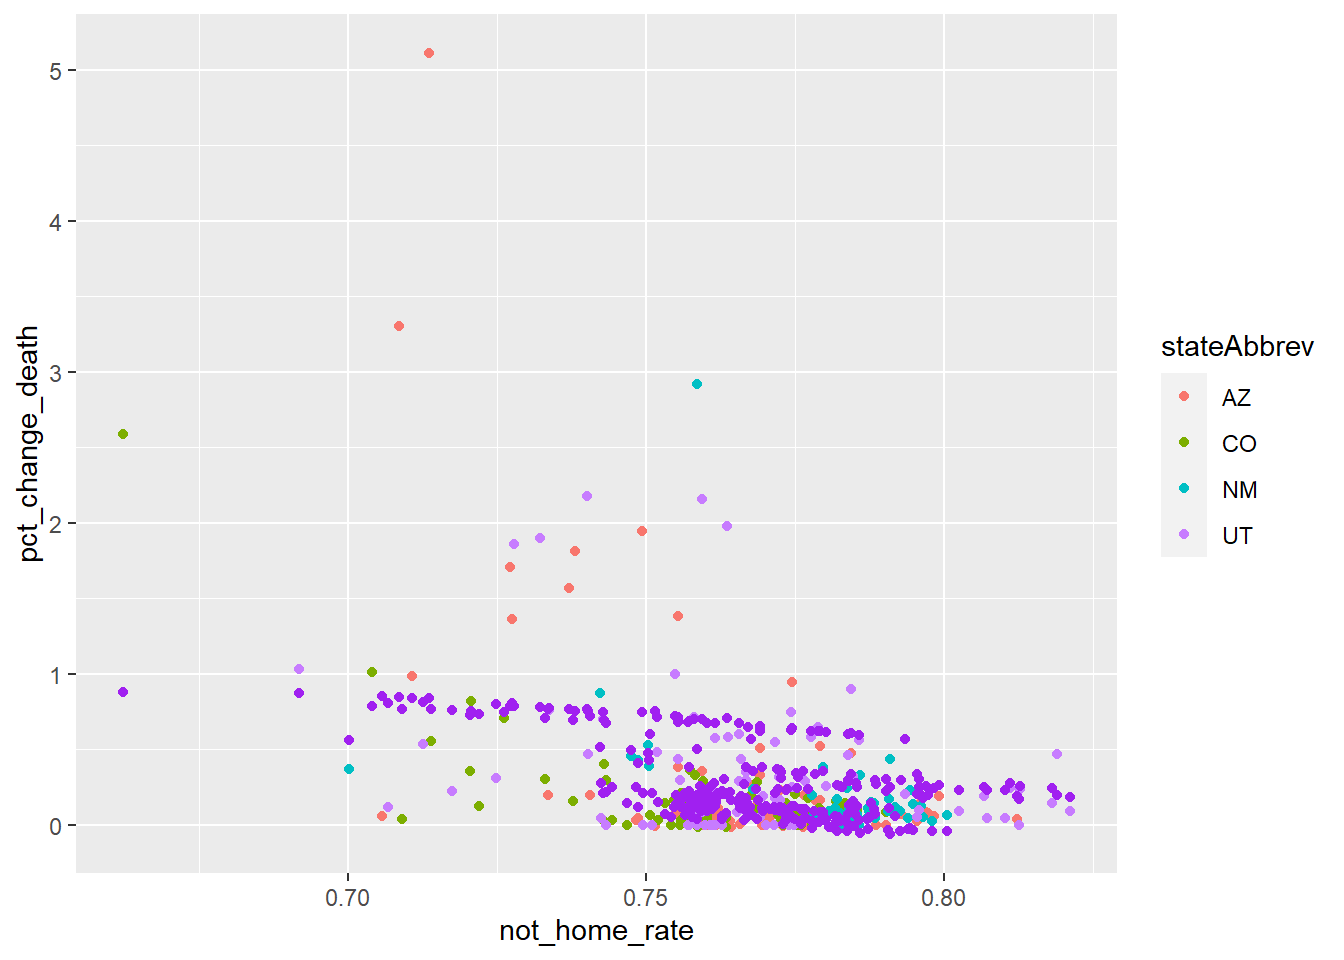 5
4
3
2
1
0
pct_change_death
0.70
0.75
0.80
not_home_rate
stateAbbrev
AZ
CO
NM
UT